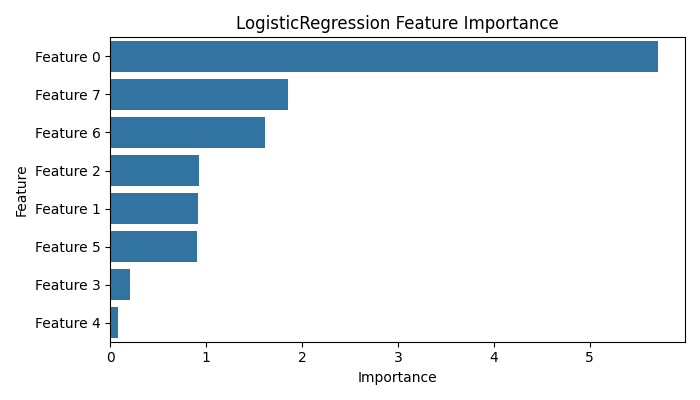 LogisticRegression Feature Importance
Feature
Feature 0
Feature 7
Feature 6
Feature 2
Feature 1
Feature 5
Feature 3
Feature 4
0 1 2 3 4 5
Importance